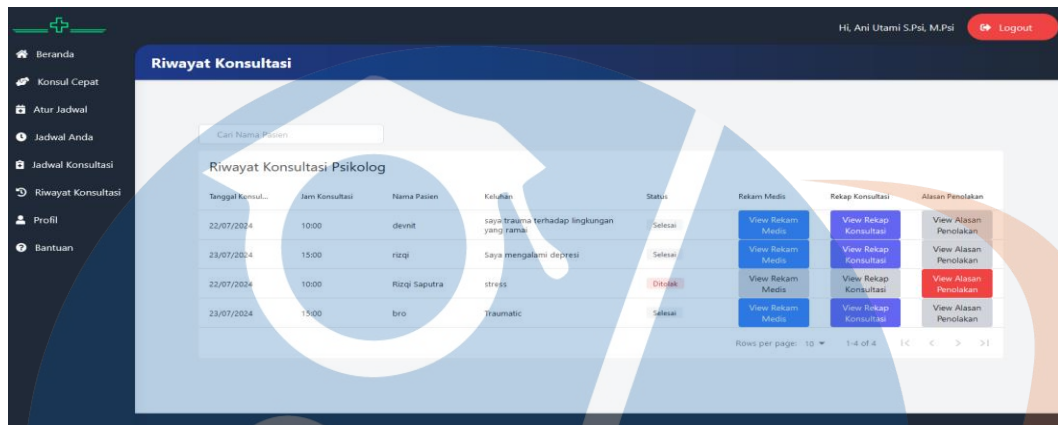 Hi, Ani Utami S.Psi, M.Psi
Logout
Beranda
Konsul Cepat
Atur Jadwal
Jadwal Anda
Jadwal Konsultasi
Riwayat Konsultasi
Profil
Bantuan
Riwayat Konsultasi
Cari Nama Pasien
Riwayat Konsultasi Psikolog
Tanggal Konsul... Jam Konsultasi Nama Pasien Keluhan Status Rekam Medis Rekap Konsultasi Alasan Penolakan
22/07/2024 10:00 devnit saya trauma terhadap lingkungan yang ramai Selesai View Rekam Medis View Rekap Konsultasi View Alasan Penolakan
23/07/2024 15:00 rizqi Saya mengalami depresi Selesai View Rekam Medis View Rekap Konsultasi View Alasan Penolakan
22/07/2024 10:00 Rizqi Saputra stress Ditolak View Rekam Medis View Rekap Konsultasi View Alasan Penolakan
23/07/2024 15:00 bro Traumatic Selesai View Rekam Medis View Rekap Konsultasi View Alasan Penolakan
Rows per page: 10 1-4 of 4